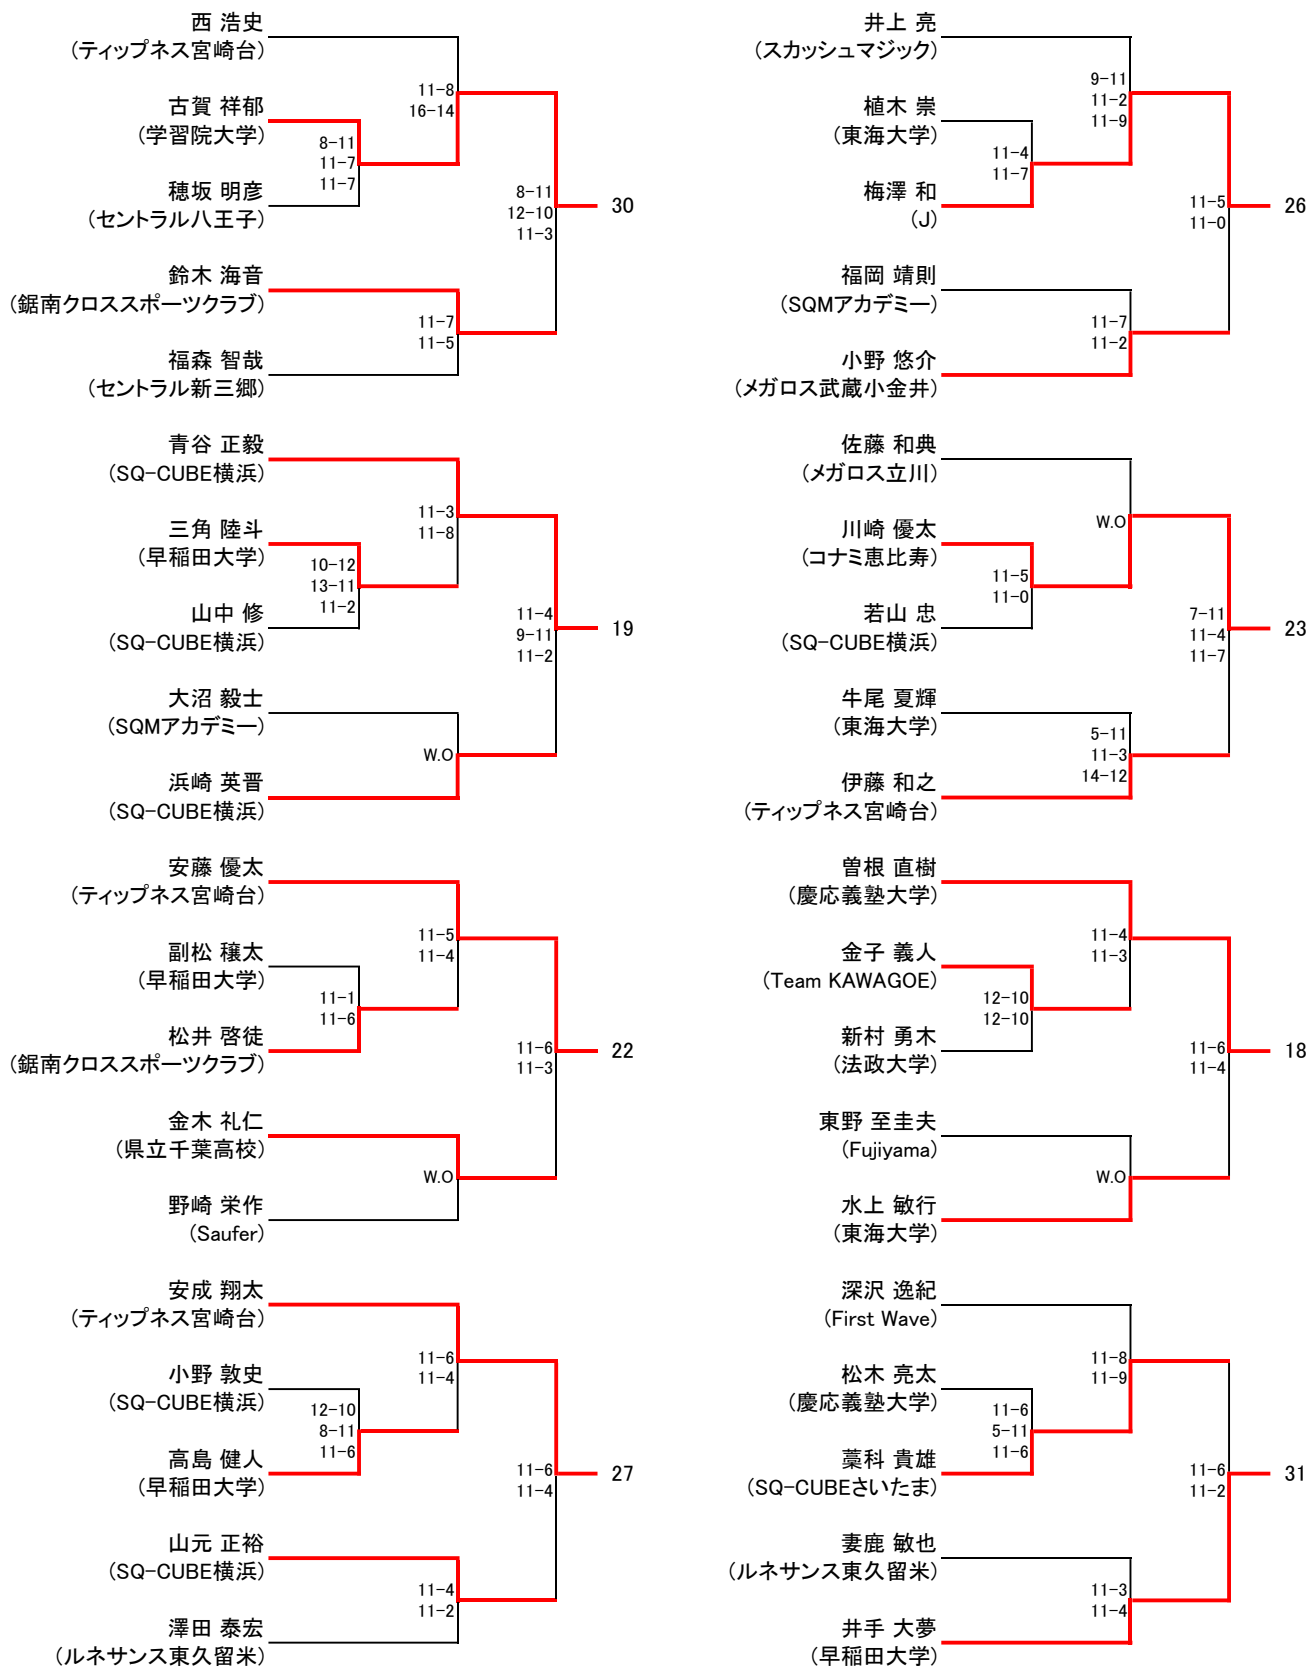 西 浩史
(ティップネス宮崎台)
11-8
16-14
古賀 祥郁
(学習院大学)
8-11
11-7
11-7
穂坂 明彦
(セントラル八王子)
8-11
12-10
11-3
30
鈴木 海音
(鋸南クロススポーツクラブ)
11-7
11-5
福森 智哉
(セントラル新三郷)
青谷 正毅
(SQ-CUBE横浜)
11-3
11-8
三角 陸斗
(早稲田大学)
10-12
13-11
11-2
山中 修
(SQ-CUBE横浜)
11-4
9-11
11-2
19
大沼 毅士
(SQMアカデミー)
W.O
浜崎 英晋
(SQ-CUBE横浜)
安藤 優太
(ティップネス宮崎台)
11-5
11-4
副松 穣太
(早稲田大学)
11-1
11-6
松井 啓徒
(鋸南クロススポーツクラブ)
11-6
11-3
22
金木 礼仁
(県立千葉高校)
W.O
野崎 栄作
(Saufer)
安成 翔太
(ティップネス宮崎台)
11-6
11-4
小野 敦史
(SQ-CUBE横浜)
12-10
8-11
11-6
高島 健人
(早稲田大学)
11-6
11-4
27
山元 正裕
(SQ-CUBE横浜)
11-4
11-2
澤田 泰宏
(ルネサンス東久留米)
井上 亮
(スカッシュマジック)
9-11
11-2
11-9
植木 崇
(東海大学)
11-4
11-7
梅澤 和
(J)
11-5
11-0
26
福岡 靖則
(SQMアカデミー)
11-7
11-2
小野 悠介
(メガロス武蔵小金井)
佐藤 和典
(メガロス立川)
W.O
川崎 優太
(コナミ恵比寿)
11-5
11-0
若山 忠
(SQ-CUBE横浜)
7-11
11-4
11-7
23
牛尾 夏輝
(東海大学)
5-11
11-3
14-12
伊藤 和之
(ティップネス宮崎台)
曽根 直樹
(慶応義塾大学)
11-4
11-3
金子 義人
(Team KAWAGOE)
12-10
12-10
新村 勇木
(法政大学)
11-6
11-4
18
東野 至圭夫
(Fujiyama)
W.O
水上 敏行
(東海大学)
深沢 逸紀
(First Wave)
11-8
11-9
松木 亮太
(慶応義塾大学)
11-6
5-11
11-6
藁科 貴雄
(SQ-CUBEさいたま)
11-6
11-2
31
妻鹿 敏也
(ルネサンス東久留米)
11-3
11-4
井手 大夢
(早稲田大学)